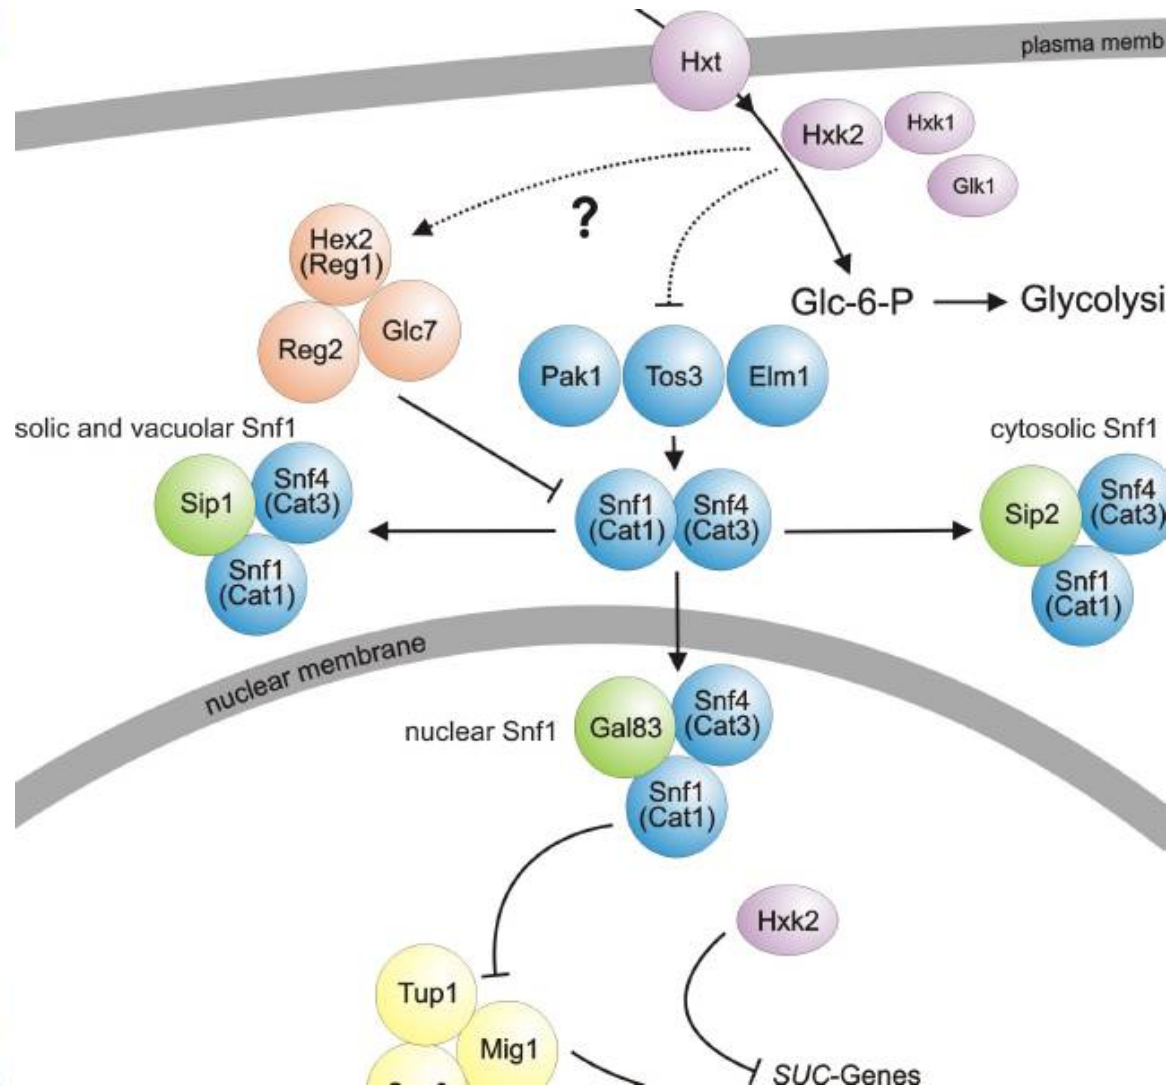 plasma memb
Hxt
Hxk2
Hxk1
Glk1
?
Hex2
(Reg1)
Reg2
Glc7
Glc-6-P
Glycolysi
Pak1
Tos3
Elm1
solic and vacuolar Snf1
cytosolic Snf1
Sip1
Snf4
(Cat3)
Snf1
(Cat1)
Snf1
(Cat1)
Snf4
(Cat3)
Sip2
Snf4
(Cat3)
Snf1
(Cat1)
nuclear membrane
nuclear Snf1
Gal83
Snf4
(Cat3)
Snf1
(Cat1)
Hxk2
Tup1
Mig1
SUC-Genes